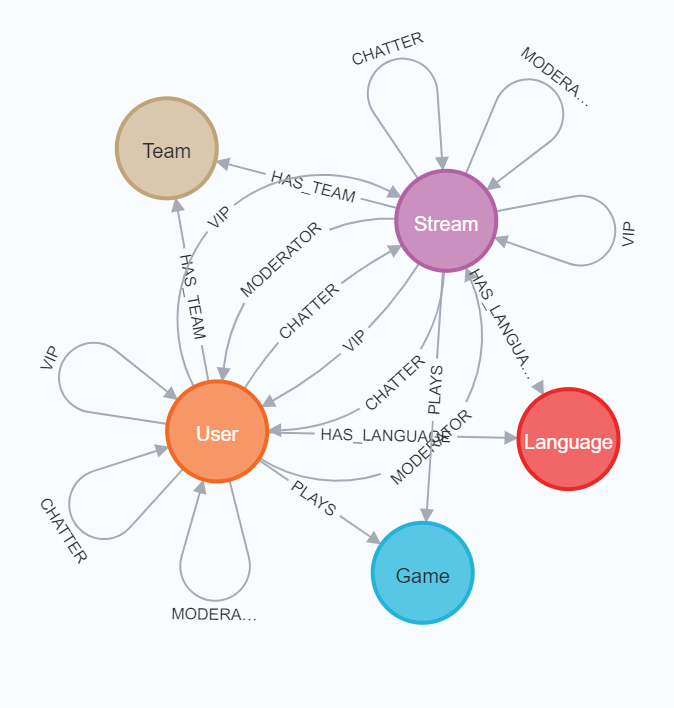 CHATTER
MODERA...
Team
HAS_TEAM
VIP
Stream
VIP
MODERATOR
HAS_TEAM
CHATTER
HAS_LANGUA...
VIP
VIP
CHATTER
PLAYS
User
HAS_LANGUAGE
MODERATOR
Language
CHATTER
PLAYS
Game
MODERA...